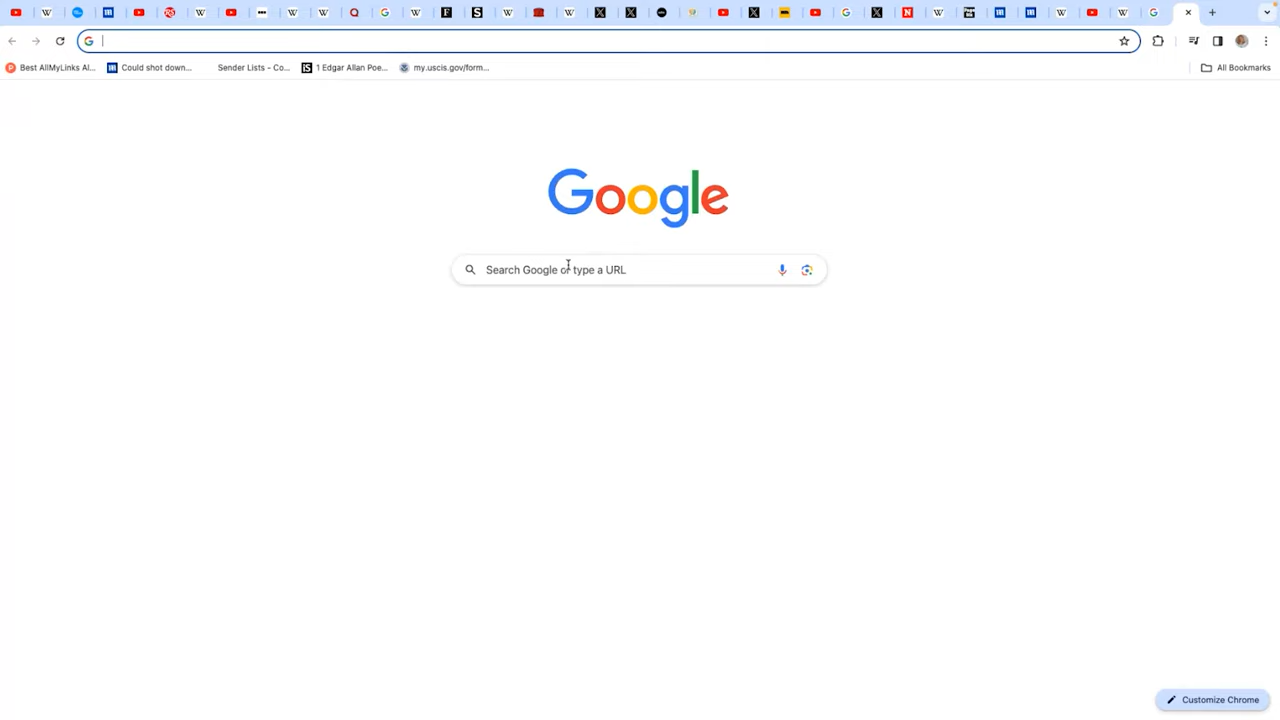 Best AllMyLinks Al...
Could shot down...
Sender Lists - Co...
1 Edgar Allan Poe...
my.uscis.gov/form...
All Bookmarks
Google
Search Google or type a URL
Customize Chrome